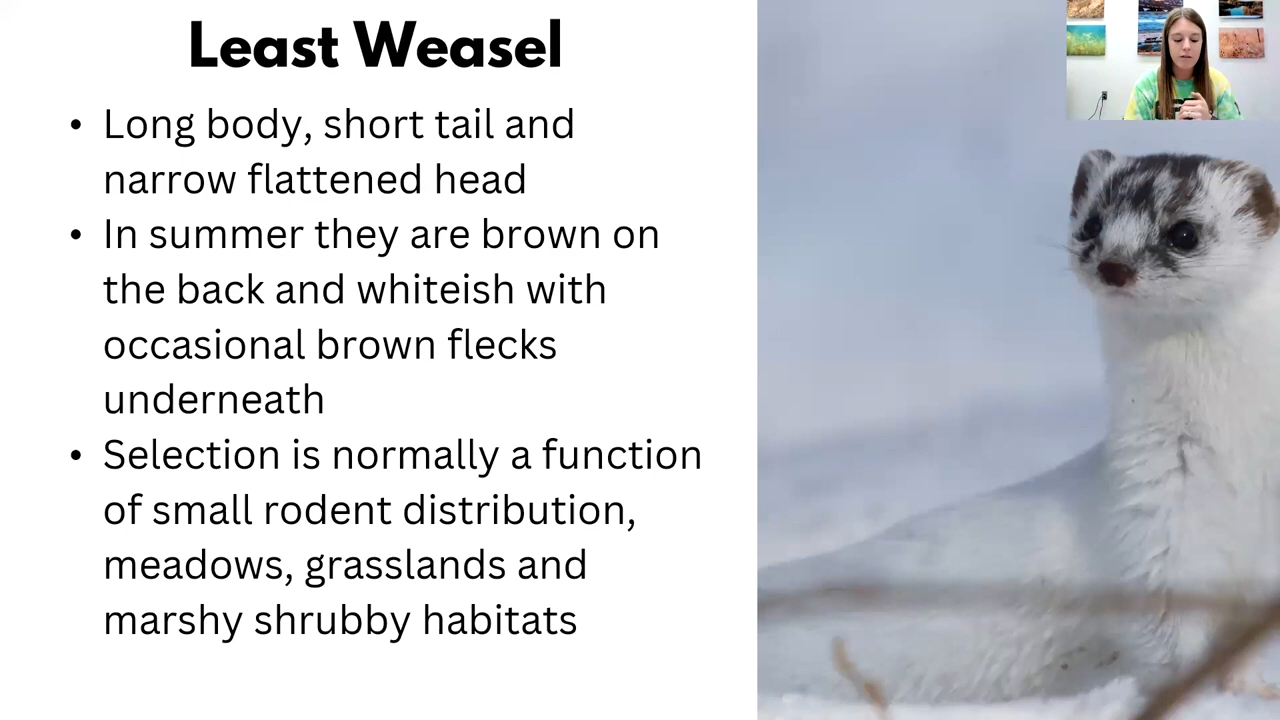 Least Weasel
• Long body, short tail and
narrow flattened head
• In summer they are brown on
the back and whiteish with
occasional brown flecks
underneath
• Selection is normally a function
of small rodent distribution,
meadows, grasslands and
marshy shrubby habitats